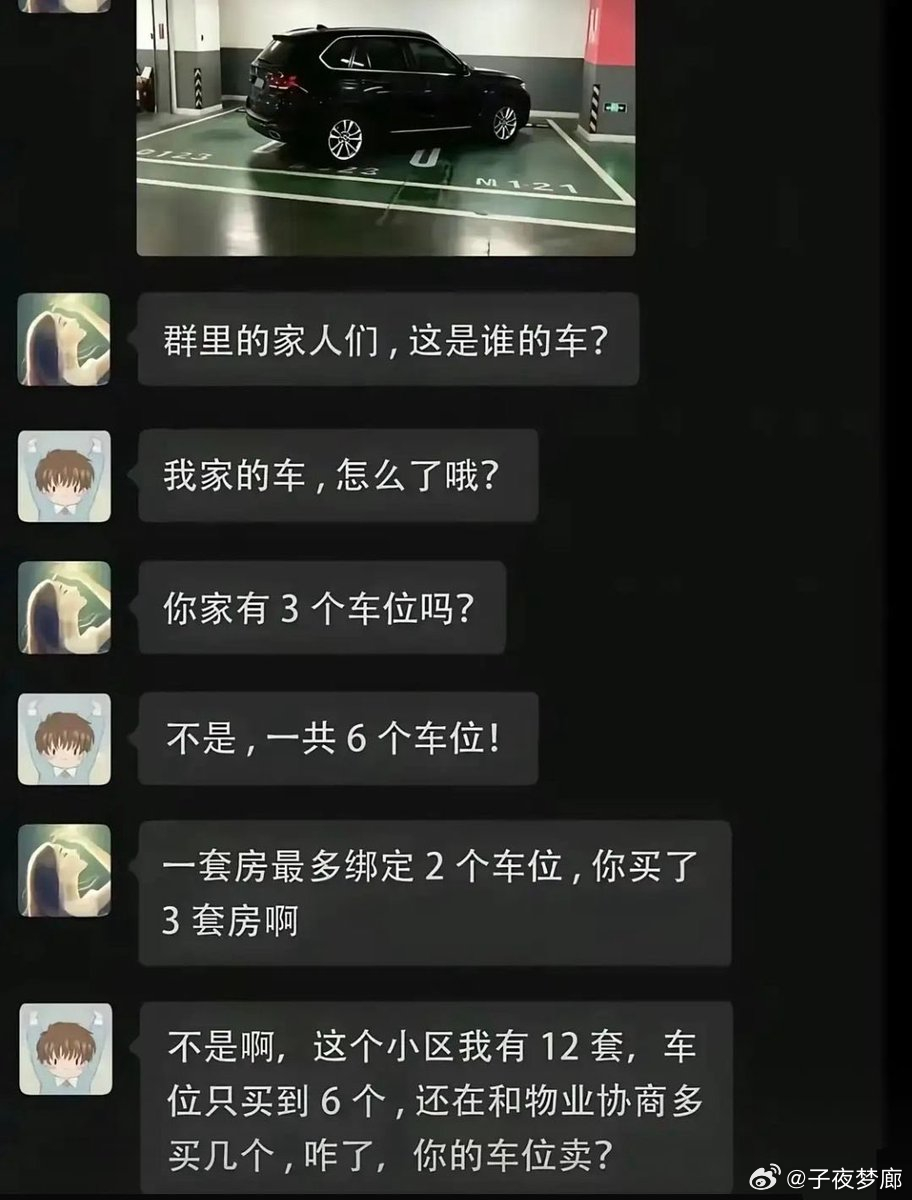 M121
群里的家人们,这是谁的车?
我家的车,怎么了哦?
你家有 3 个车位吗?
不是,一共 6 个车位!
一套房最多绑定 2 个车位,你买了
3 套房啊
不是啊, 这个小区我有 12 套, 车
位只买到 6 个,还在和物业协商多
买几个,咋了, 你的车位卖?
@子夜梦廊